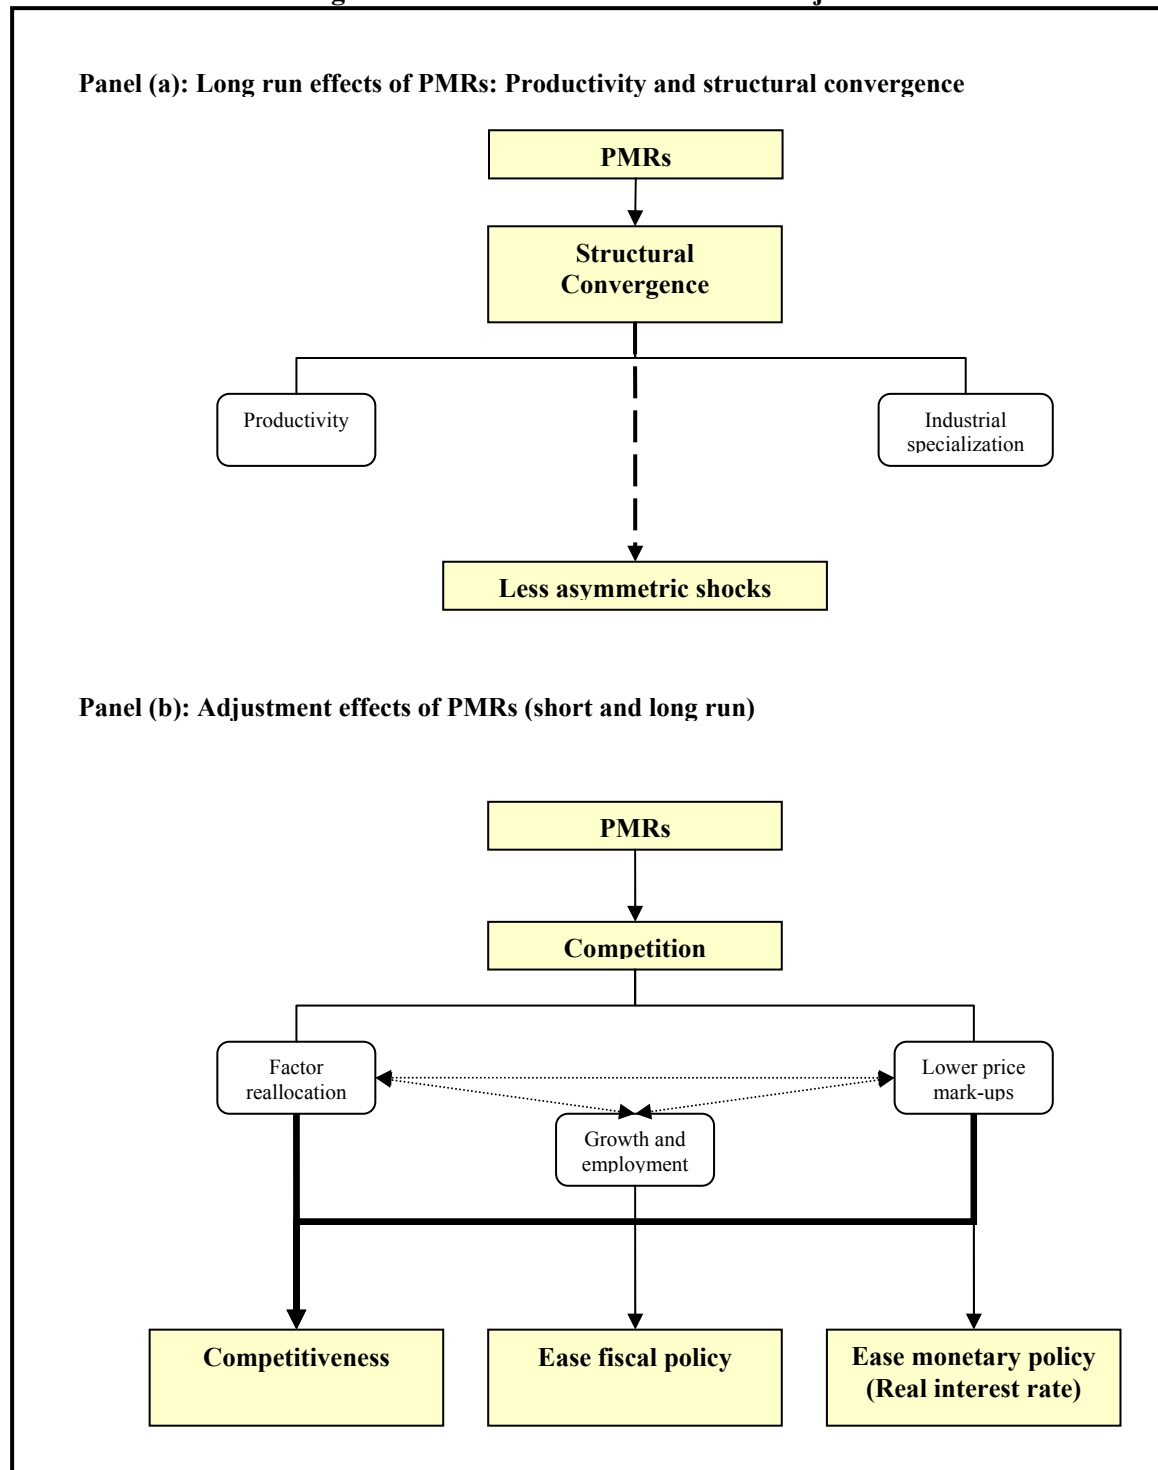 Panel (a): Long run effects of PMRs: Productivity and structural convergence
PMRs
Structural
Convergence
Productivity
Industrial
specialization
Less asymmetric shocks
Panel (b): Adjustment effects of PMRs (short and long run)
PMRs
Competition
Factor
reallocation
Lower price
mark-ups
Growth and
employment
Competitiveness
Ease fiscal policy
Ease monetary policy
(Real interest rate)